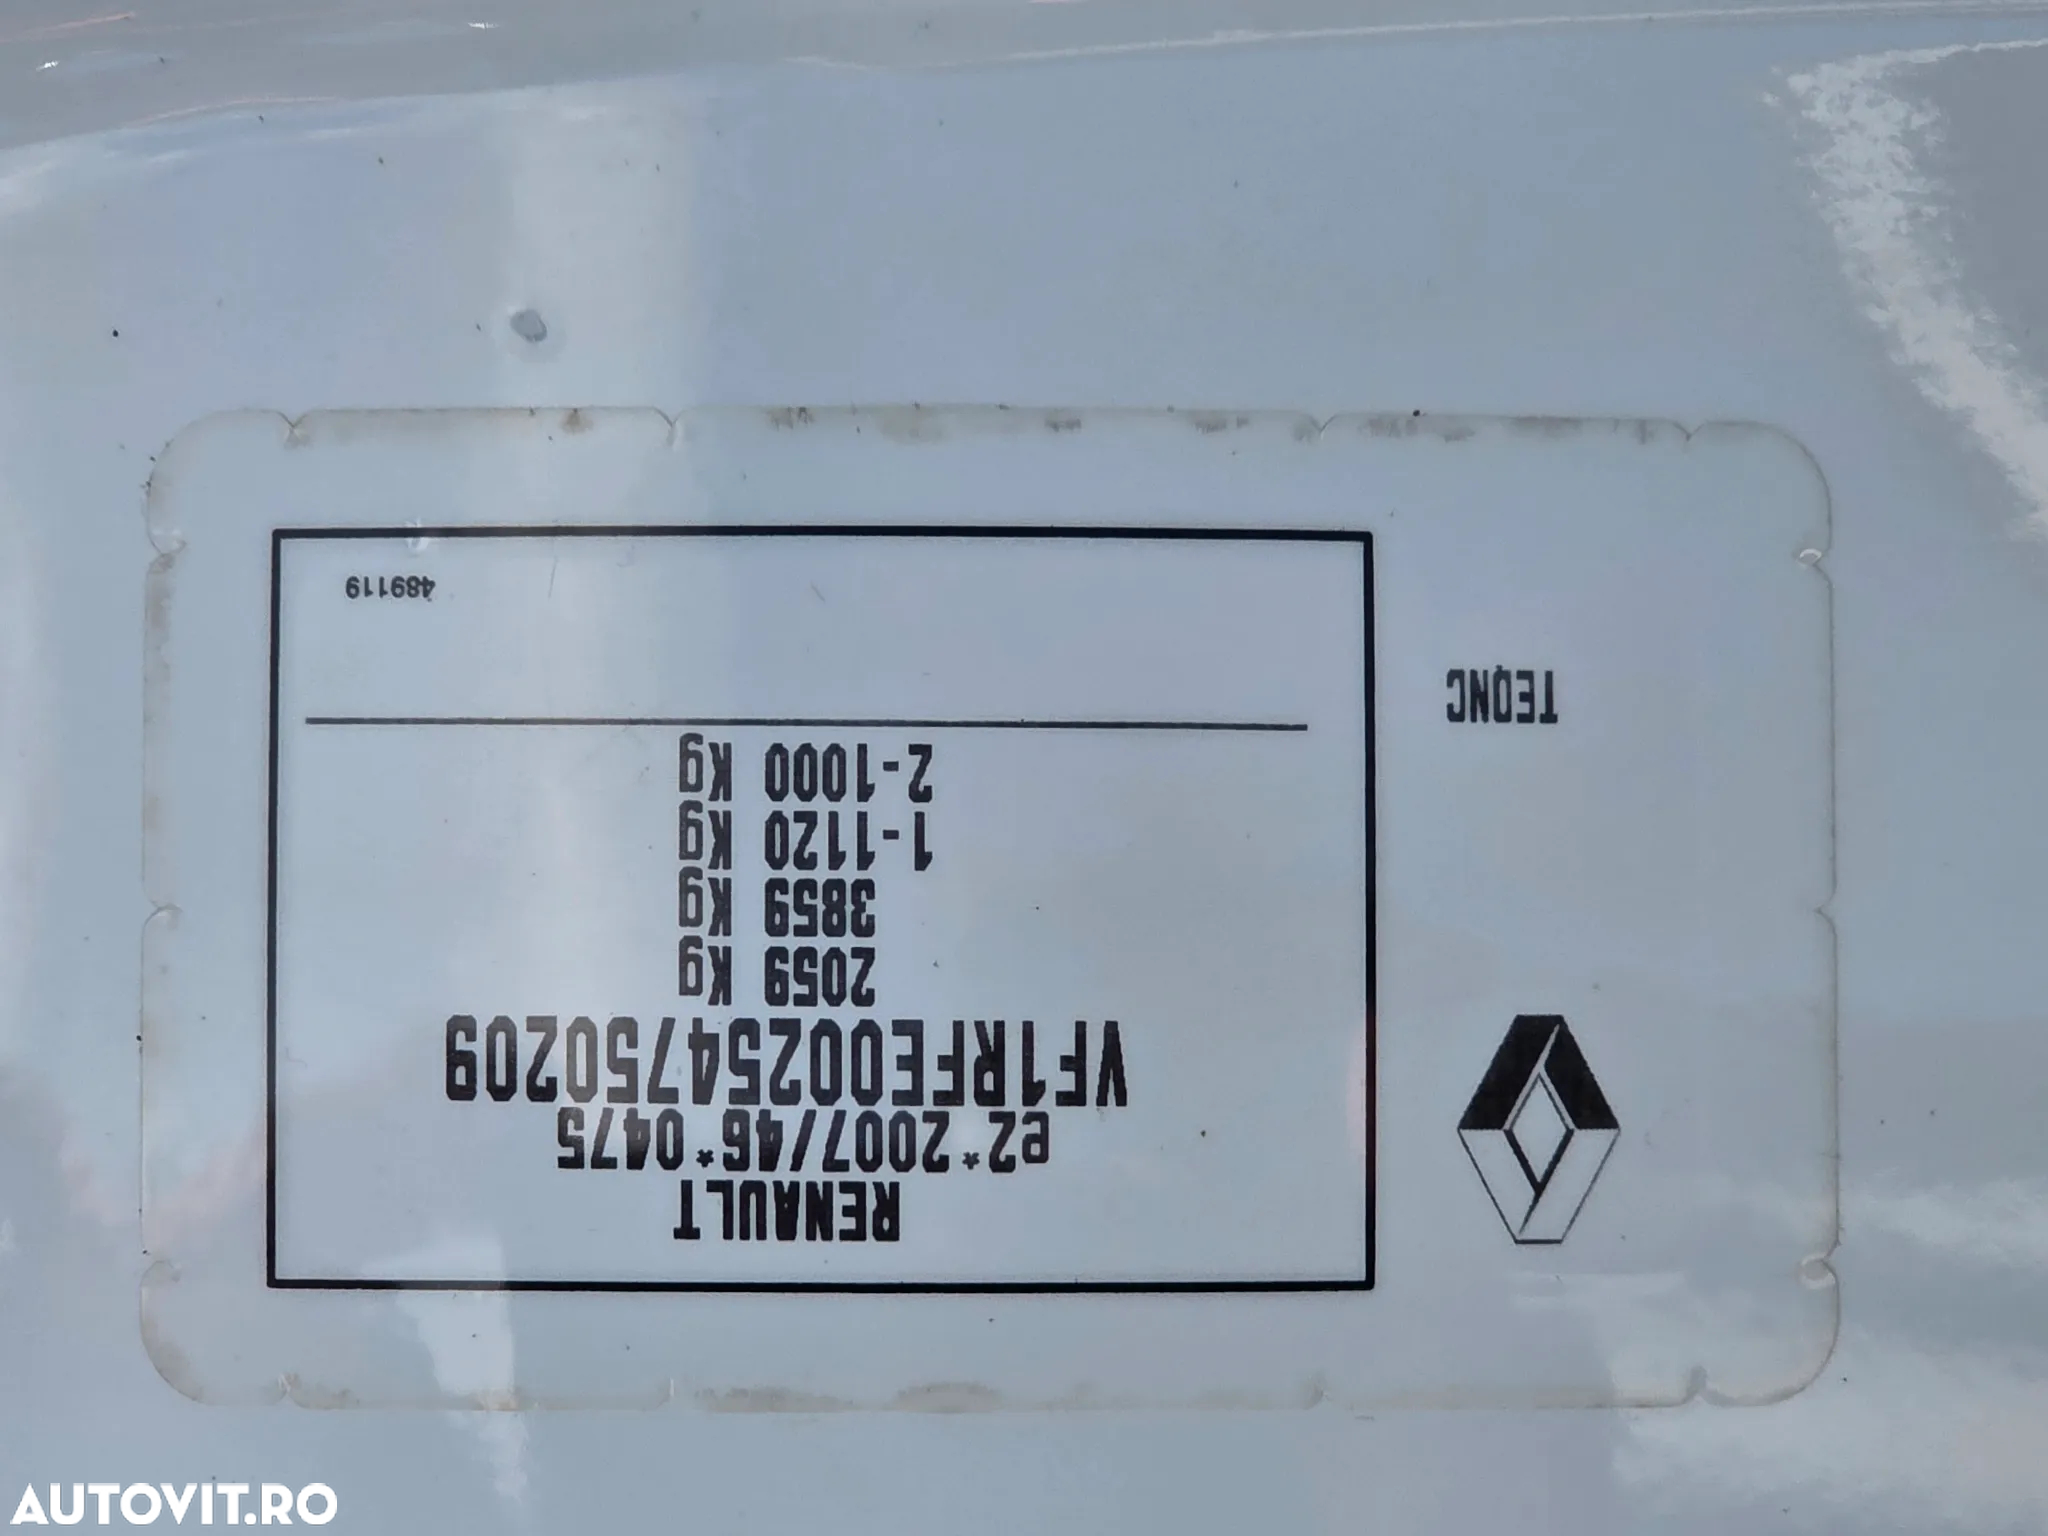 RENAULT
e2*2007/46*0475
VF1RFE00254750209
2059 Kg
3859 Kg
1-1120 Kg
2-1000 Kg
489119
TEQNC
AUTOVIT.RO